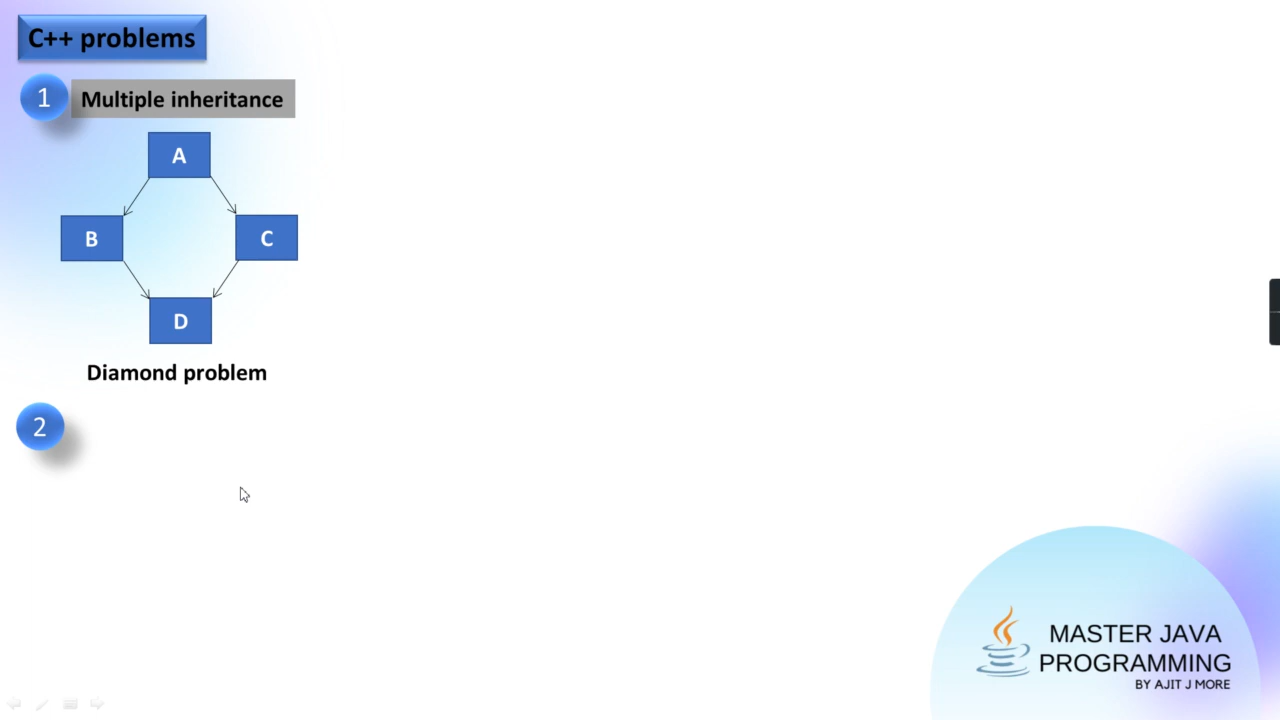 C++ problems
1
Multiple inheritance
A
B
C
D
Diamond problem
2
MASTER JAVA
PROGRAMMING
BY AJIT J MORE